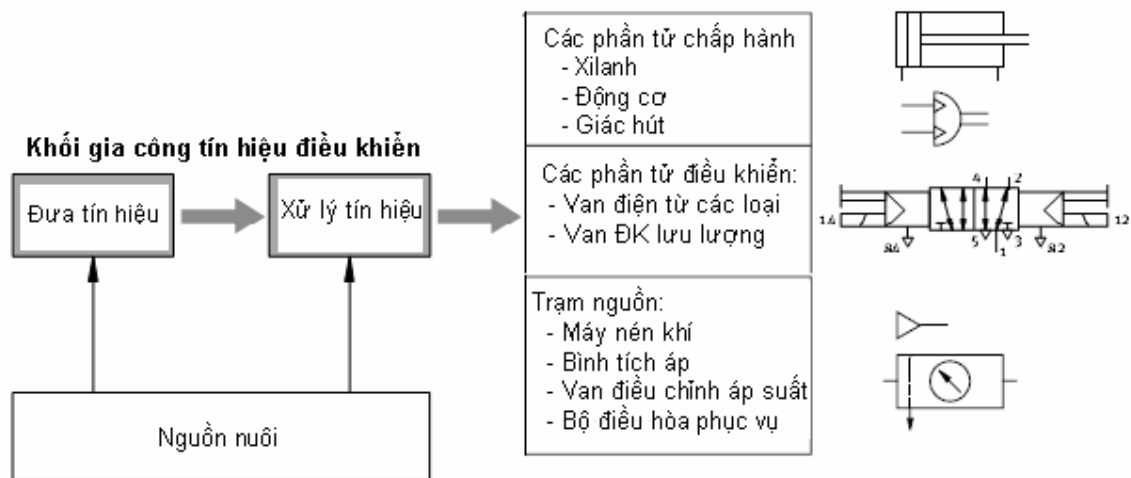 Khối gia công tín hiệu điều khiển
Đưa tín hiệu
Xử lý tín hiệu
Nguồn nuôi
Các phần tử chấp hành
- Xilanh
- Động cơ
- Giác hút
Các phần tử điều khiển:
- Van điện từ các loại
- Van ĐK lưu lượng
Trạm nguồn:
- Máy nén khí
- Bình tích áp
- Van điều chỉnh áp suất
- Bộ điều hòa phục vụ
4 2
14 12
84 5 3 82
1